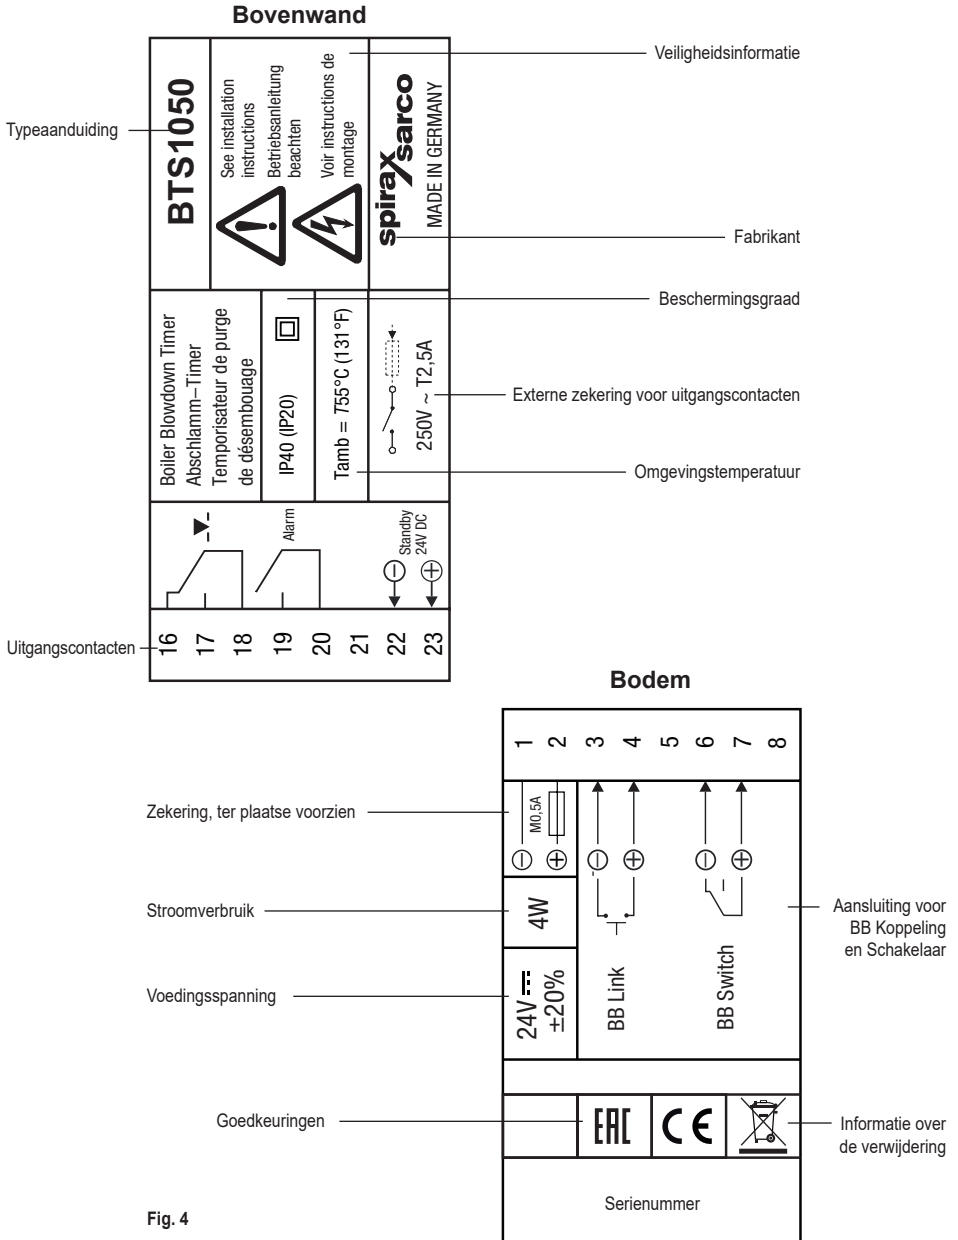 Bovenwand
Veiligheidsinformatie
Typeaanduiding
BTS1050
See installation
instructions
Betriebsanleitung
beachten
Voir instructions de
montage
spirax
sarco
MADE IN GERMANY
Fabrikant
Beschermingsgraad
Boiler Blowdown Timer
Abschlamm–Timer
Temporisateur de purge
de désembouage
IP40 (IP20)
Tamb = T55°C (131°F)
250V ~ T2,5A
Externe zekering voor uitgangscontacten
Omgevingstemperatuur
Alarm
Standby
24V DC
Uitgangscontacten
16
17
18
19
20
21
22
23
Bodem
1
2
3
4
5
6
7
8
Zekering, ter plaatse voorzien
M0,5A
Stroomverbruik
4W
Aansluiting voor
BB Koppeling
en Schakelaar
Voedingsspanning
24V
±20%
BB Link
BB Switch
Goedkeuringen
EAC
CE
Informatie over
de verwijdering
Serienummer
Fig. 4